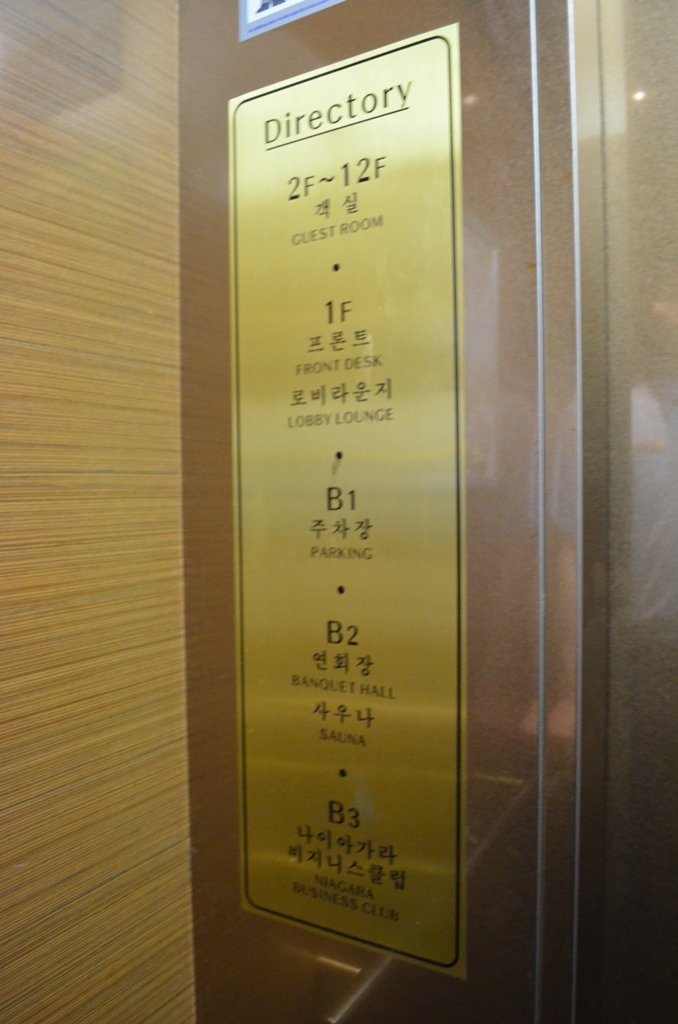 Directory
2F~12F
객실
GUEST ROOM
1F
프론트
FRONT DESK
로비라운지
LOBBY LOUNGE
B1
주차장
PARKING
B2
연회장
BANQUET HALL
사우나
SAUNA
B3
나이아가라
비지니스클럽
NIAGARA
BUSINESS CLUB